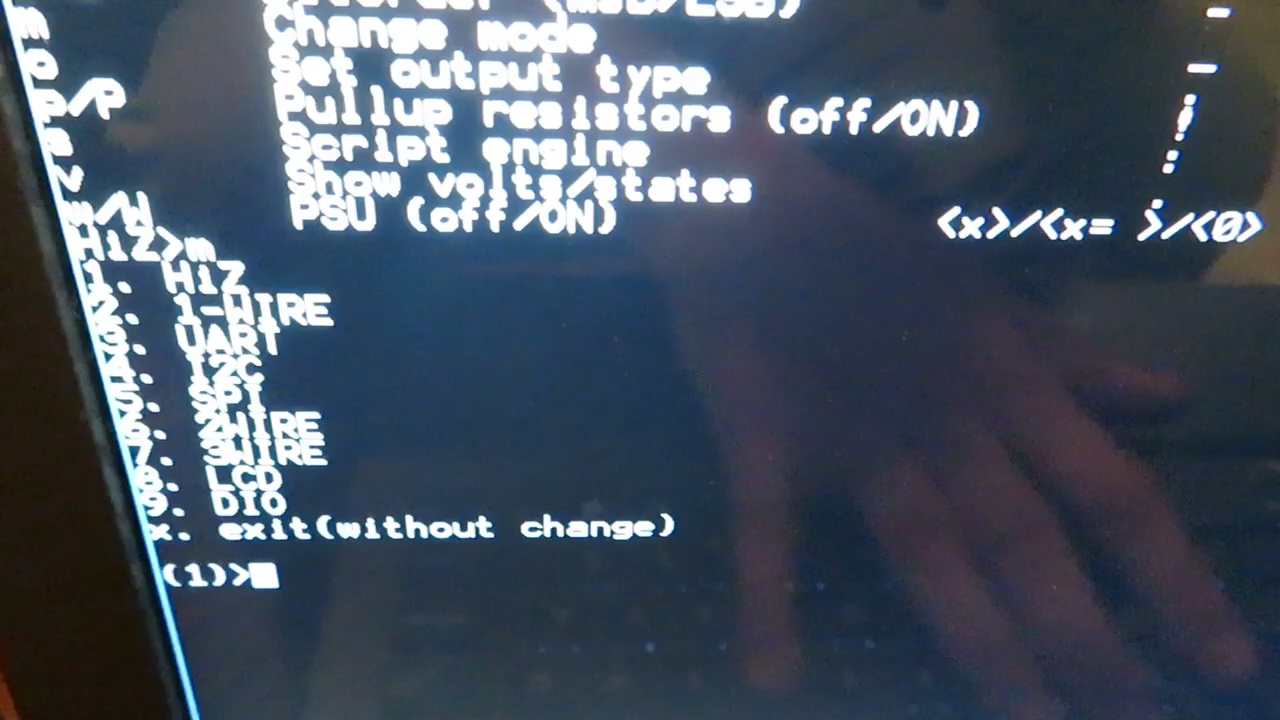 (msb/LSB)
m Change mode
o Set output type
p/P Pullup resistors (off/ON)
s Script engine
v Show volts/states
w/W PSU (off/ON) <x>/<x= >/<0>
HiZ>m
1. HiZ
2. 1-WIRE
3. UART
4. I2C
5. SPI
6. 2WIRE
7. 3WIRE
8. LCD
9. DIO
x. exit(without change)
(1)>